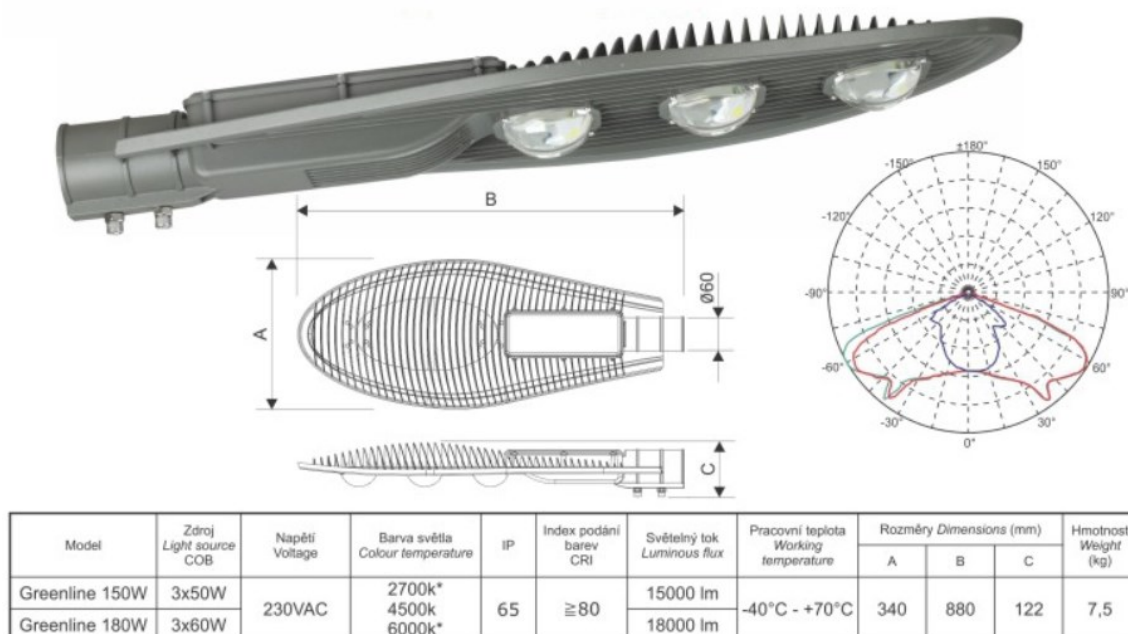 B
A
Ø60
C
±180°
-150°
150°
-120°
120°
-90°
90°
-60°
60°
-30°
30°
0°
Model
Zdroj
Light source
COB
Napětí
Voltage
Barva světla
Colour temperature
IP
Index podání
barev
CRI
Světelný tok
Luminous flux
Pracovní teplota
Working
temperature
Rozměry Dimensions (mm)
A
B
C
Hmotnost
Weight
(kg)
Greenline 150W
3x50W
230VAC
2700k*
4500k
6000k*
65
≧80
15000 lm
-40°C - +70°C
340
880
122
7,5
Greenline 180W
3x60W
18000 lm